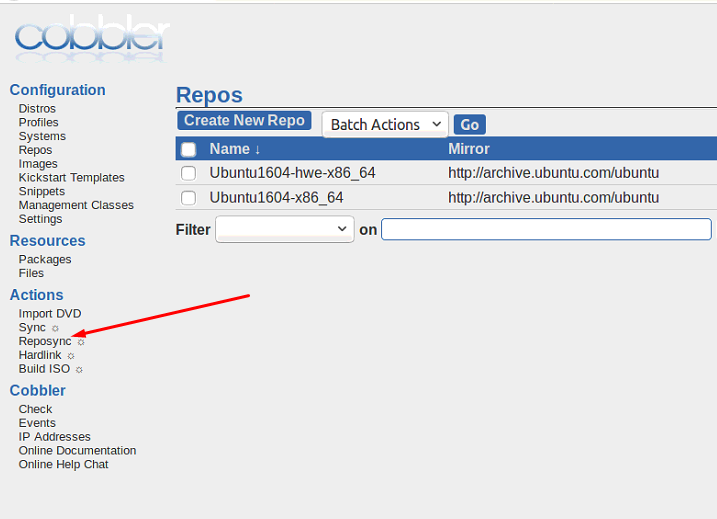 cobbler
Configuration
Distros
Profiles
Systems
Repos
Images
Kickstart Templates
Snippets
Management Classes
Settings
Resources
Packages
Files
Actions
Import DVD
Sync ☼
Reposync ☼
Hardlink ☼
Build ISO ☼
Cobbler
Check
Events
IP Addresses
Online Documentation
Online Help Chat
Repos
Create New Repo Batch Actions Go
Name ↓ Mirror
Ubuntu1604-hwe-x86_64 http://archive.ubuntu.com/ubuntu
Ubuntu1604-x86_64 http://archive.ubuntu.com/ubuntu
Filter on